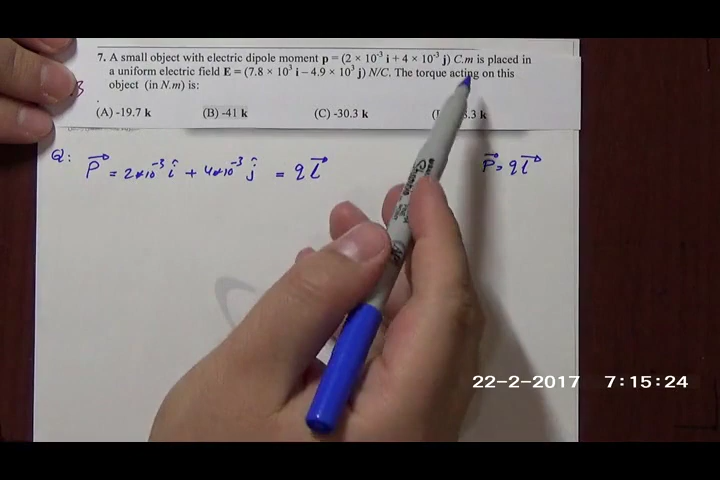 7. A small object with electric dipole moment p = (2 × 10⁻³ i + 4 × 10⁻³ j) C.m is placed in
a uniform electric field E = (7.8 × 10³ i – 4.9 × 10³ j) N/C. The torque acting on this
object (in N.m) is:
(A) -19.7 k (B) -41 k (C) -30.3 k .3 k
Q: P⃗ = 2×10⁻³ î + 4×10⁻³ ĵ = q l⃗ P⃗ = q l⃗
22-2-2017 7:15:24